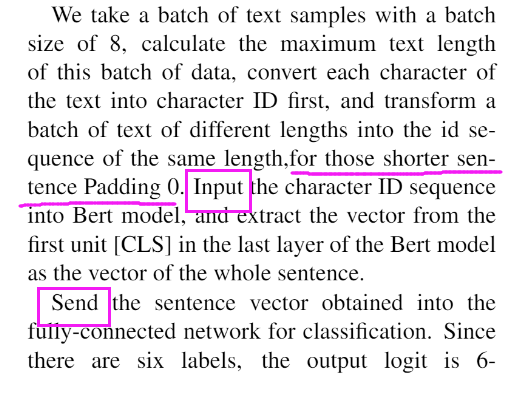 We take a batch of text samples with a batch
size of 8, calculate the maximum text length
of this batch of data, convert each character of
the text into character ID first, and transform a
batch of text of different lengths into the id se-
quence of the same length,for those shorter sen-
tence Padding 0. Input the character ID sequence
into Bert model, and extract the vector from the
first unit [CLS] in the last layer of the Bert model
as the vector of the whole sentence.
Send the sentence vector obtained into the
fully-connected network for classification. Since
there are six labels, the output logit is 6-